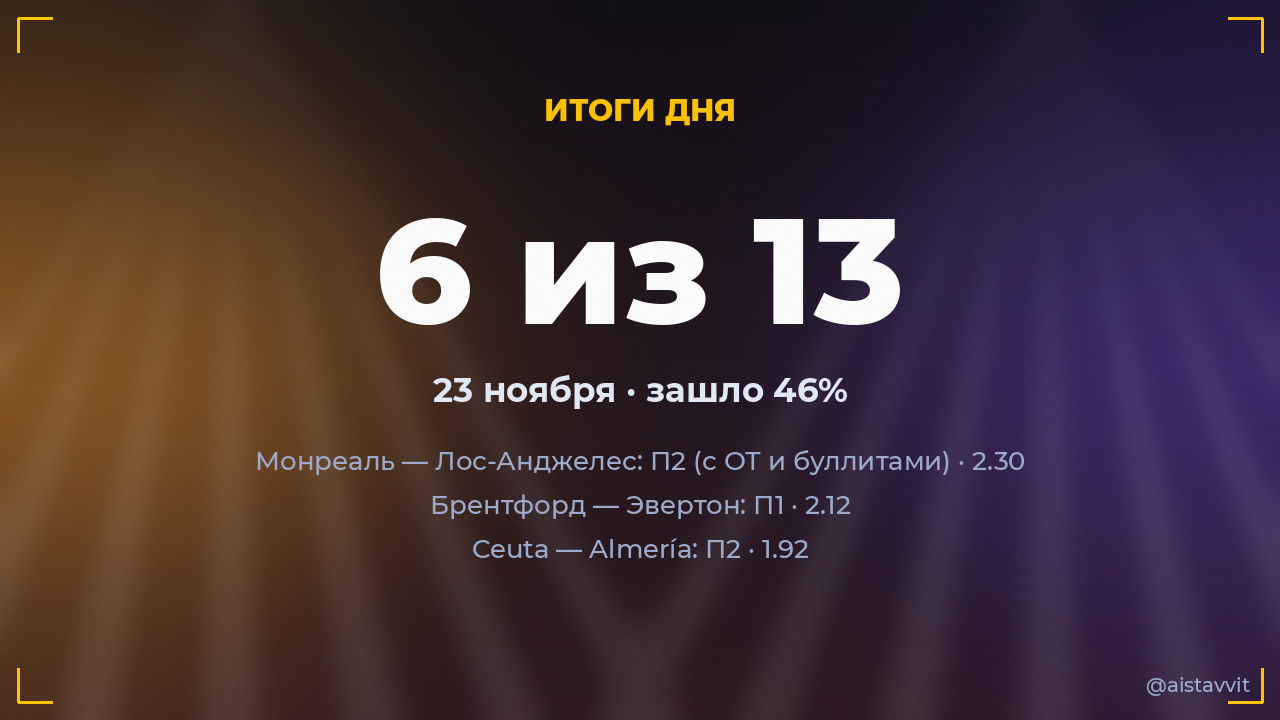 ИТОГИ ДНЯ
6 из 13
23 ноября · зашло 46%
Монреаль — Лос-Анджелес: П2 (с ОТ и буллитами) · 2.30
Брентфорд — Эвертон: П1 · 2.12
Ceuta — Almería: П2 · 1.92
@aistavvit